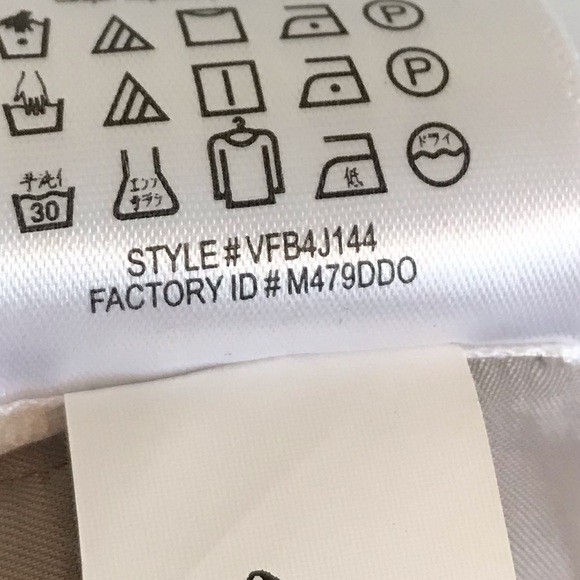 P
P
手洗イ
30
エンソ
サラシ
低
ドライ
STYLE # VFB4J144
FACTORY ID # M479DDO